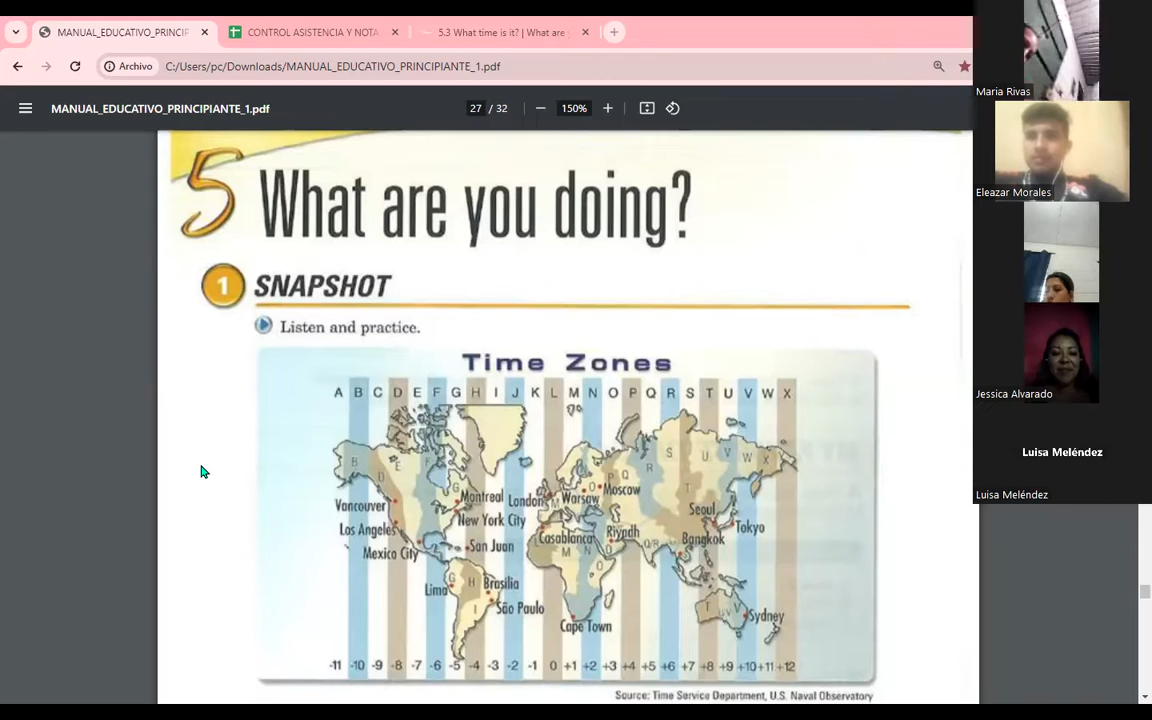 MANUAL_EDUCATIVO_PRINCIP
CONTROL ASISTENCIA Y NOTA
5.3 What time is it? | What are
Archivo
C:/Users/pc/Downloads/MANUAL_EDUCATIVO_PRINCIPIANTE_1.pdf
MANUAL_EDUCATIVO_PRINCIPIANTE_1.pdf
27 / 32
150%
5 What are you doing?
1 SNAPSHOT
Listen and practice.
Time Zones
A B C D E F G H I J K L M N O P Q R S T U V W X
Vancouver
Montreal
London
Warsaw
Moscow
Seoul
Los Angeles
New York City
Casablanca
Riyadh
Bangkok
Tokyo
Mexico City
San Juan
Lima
Brasília
São Paulo
Cape Town
Sydney
-11 -10 -9 -8 -7 -6 -5 -4 -3 -2 -1 0 +1 +2 +3 +4 +5 +6 +7 +8 +9 +10 +11 +12
Source: Time Service Department, U.S. Naval Observatory
Maria Rivas
Eleazar Morales
Jessica Alvarado
Luisa Meléndez
Luisa Meléndez